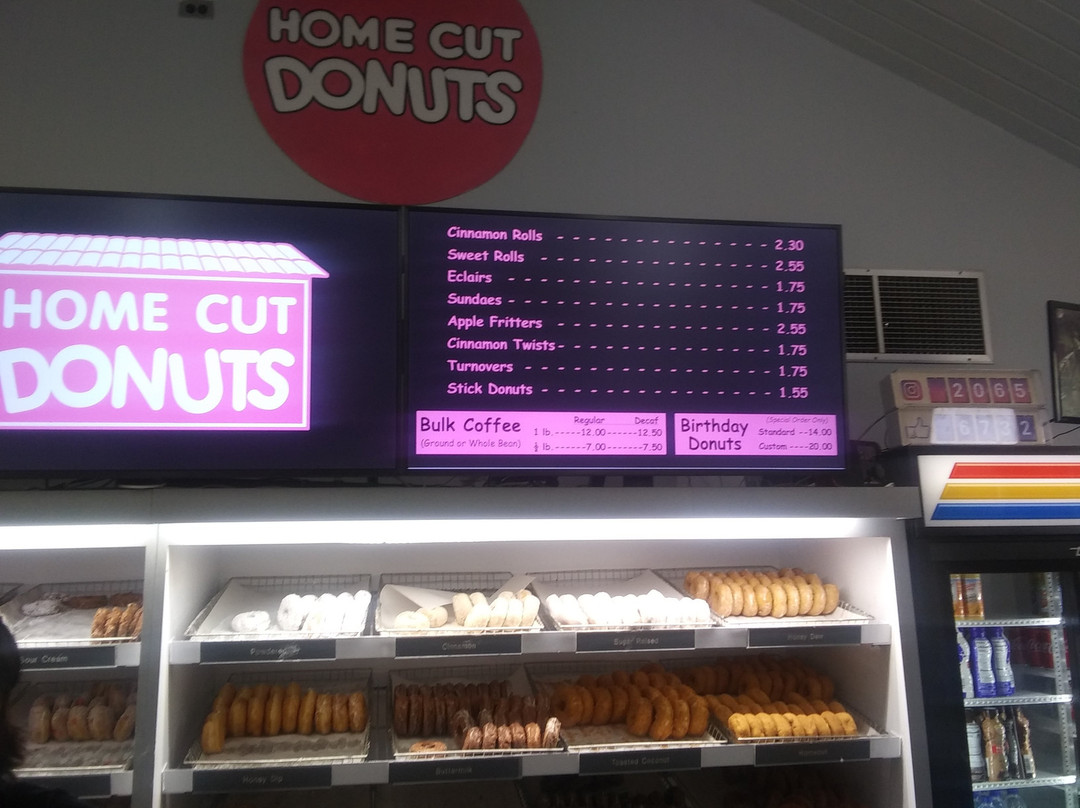 HOME CUT
DONUTS
HOME CUT
DONUTS
Cinnamon Rolls - - - - - - - - - - - - - 2.30
Sweet Rolls - - - - - - - - - - - - - - 2.55
Eclairs - - - - - - - - - - - - - - - - 1.75
Sundaes - - - - - - - - - - - - - - - - 1.75
Apple Fritters - - - - - - - - - - - - - 2.55
Cinnamon Twists - - - - - - - - - - - - 1.75
Turnovers - - - - - - - - - - - - - - - 1.75
Stick Donuts - - - - - - - - - - - - - - 1.55
Bulk Coffee
(Ground or Whole Bean)
Regular Decaf
1 lb.-----12.00------12.50
½ lb.------7.00-------7.50
Birthday
Donuts
(Special Order Only)
Standard --14.00
Custom ----20.00
2065
6732
Sour Cream
Powdered
Cinnamon
Honey Dew
Honey Dip
Buttermilk
Toasted Coconut